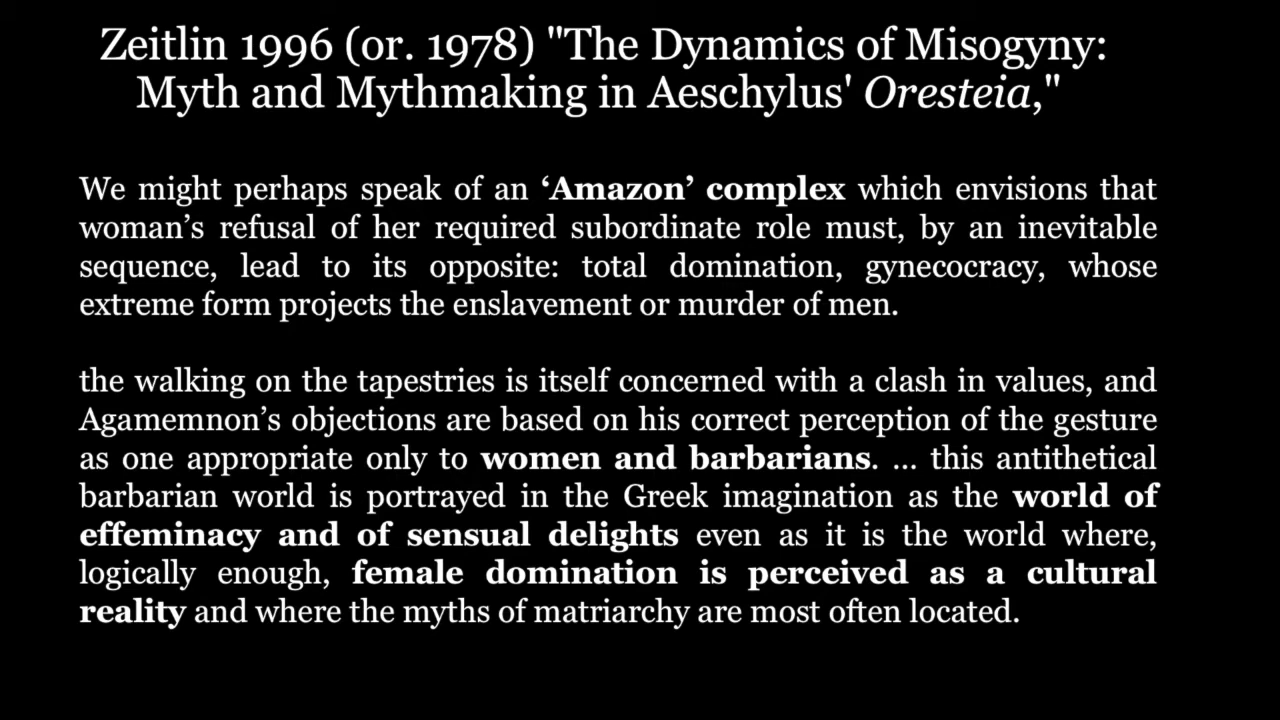 Zeitlin 1996 (or. 1978) "The Dynamics of Misogyny:
Myth and Mythmaking in Aeschylus' Oresteia,"
We might perhaps speak of an ‘Amazon’ complex which envisions that
woman’s refusal of her required subordinate role must, by an inevitable
sequence, lead to its opposite: total domination, gynecocracy, whose
extreme form projects the enslavement or murder of men.
the walking on the tapestries is itself concerned with a clash in values, and
Agamemnon’s objections are based on his correct perception of the gesture
as one appropriate only to women and barbarians. ... this antithetical
barbarian world is portrayed in the Greek imagination as the world of
effeminacy and of sensual delights even as it is the world where,
logically enough, female domination is perceived as a cultural
reality and where the myths of matriarchy are most often located.